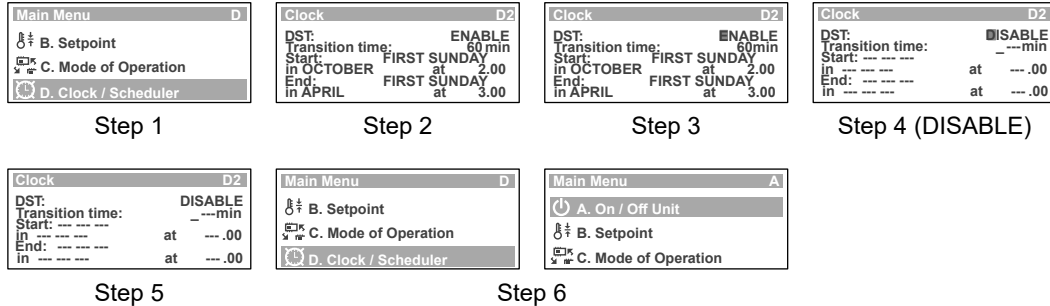 Main Menu D
B. Setpoint
C. Mode of Operation
D. Clock / Scheduler
Step 1
Clock D2
DST: ENABLE
Transition time: 60 min
Start: FIRST SUNDAY
in OCTOBER at 2.00
End: FIRST SUNDAY
in APRIL at 3.00
Step 2
Clock D2
DST: ENABLE
Transition time: 60min
Start: FIRST SUNDAY
in OCTOBER at 2.00
End: FIRST SUNDAY
in APRIL at 3.00
Step 3
Clock D2
DST: DISABLE
Transition time: _---min
Start: --- --- ---
in --- --- --- at --- .00
End: --- --- ---
in --- --- --- at --- .00
Step 4 (DISABLE)
Clock D2
DST: DISABLE
Transition time: _---min
Start: --- --- ---
in --- --- --- at --- .00
End: --- --- ---
in --- --- --- at --- .00
Step 5
Main Menu D
B. Setpoint
C. Mode of Operation
D. Clock / Scheduler
Main Menu A
A. On / Off Unit
B. Setpoint
C. Mode of Operation
Step 6